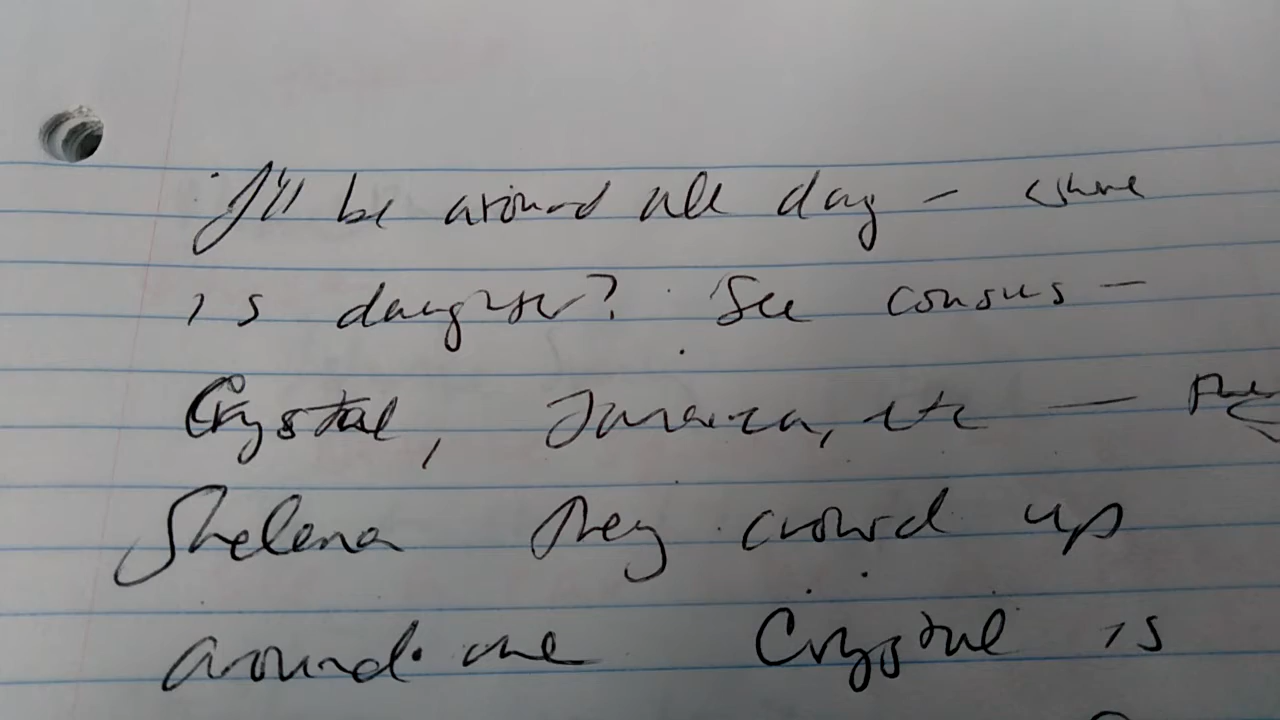 I'll be around all day - where
is daughter? See cousins -
Crystal, Jamaica, etc —
Shelena They crowd up
around me Crystal is